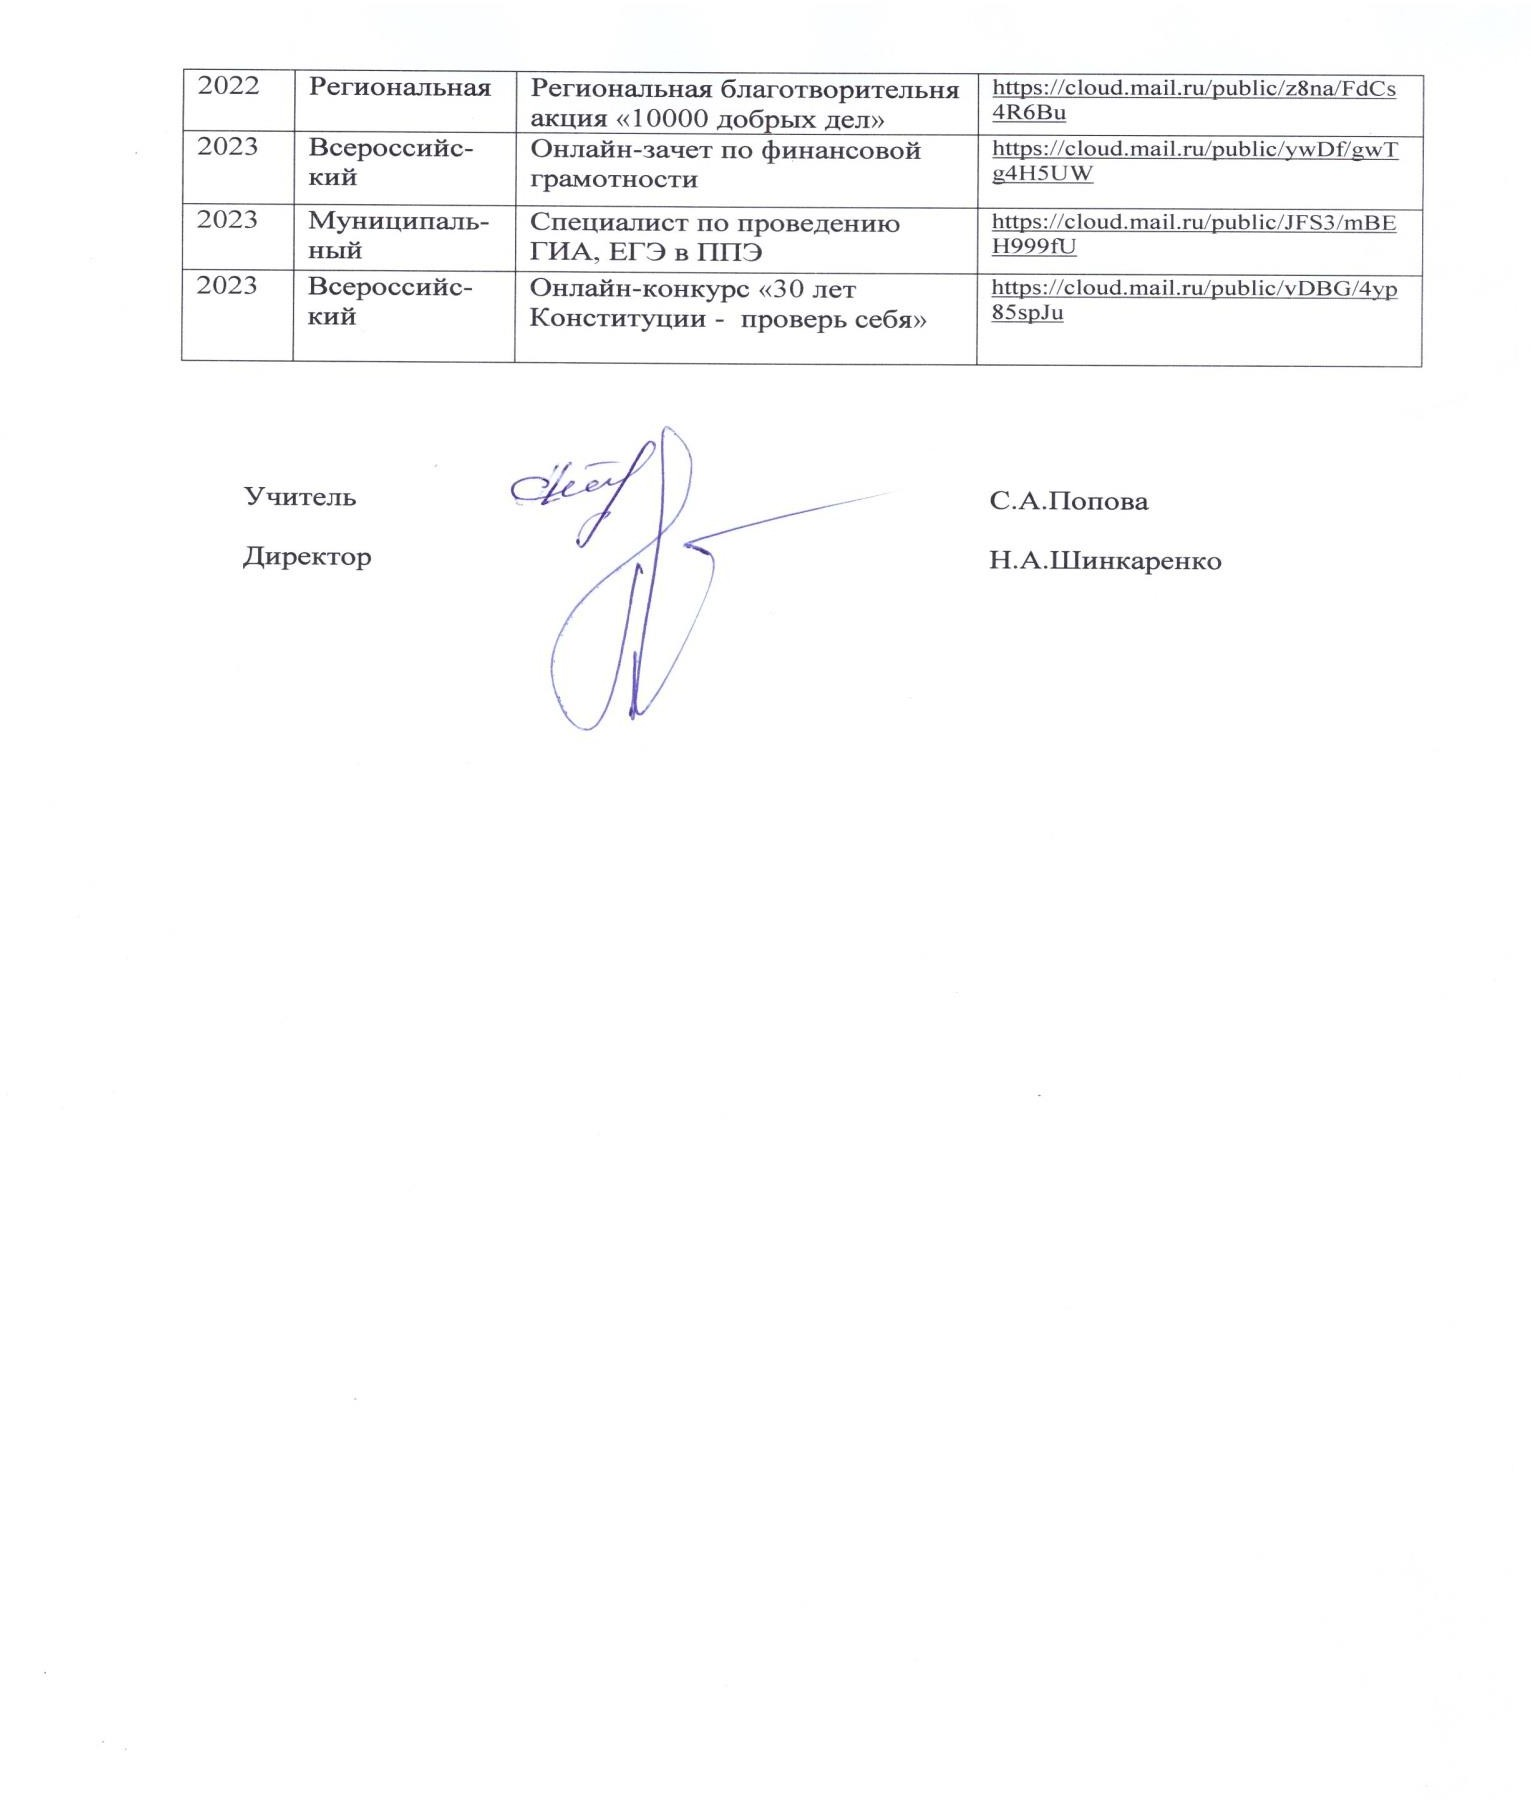 2022 Региональная Региональная благотворительня https://cloud.mail.ru/public/z8na/FdCs
акция «10000 добрых дел» 4R6Bu
2023 Всероссийс- Онлайн-зачет по финансовой https://cloud.mail.ru/public/ywDf/gwT
кий грамотности g4H5UW
2023 Муниципаль- Специалист по проведению https://cloud.mail.ru/public/JFS3/mBE
ный ГИА, ЕГЭ в ППЭ H999fU
2023 Всероссийс- Онлайн-конкурс «30 лет https://cloud.mail.ru/public/vDBG/4yp
кий Конституции - проверь себя» 85spJu
Учитель С.А.Попова
Директор Н.А.Шинкаренко